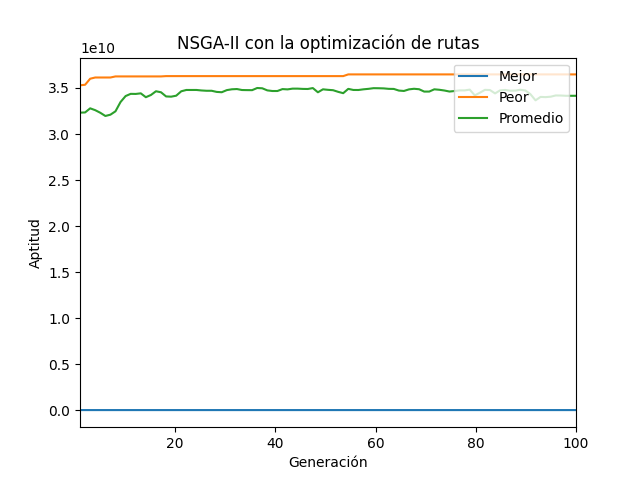 NSGA-II con la optimización de rutas
1e10
Mejor
Peor
Promedio
3.5
3.0
2.5
2.0
1.5
1.0
0.5
0.0
Aptitud
20 40 60 80 100
Generación